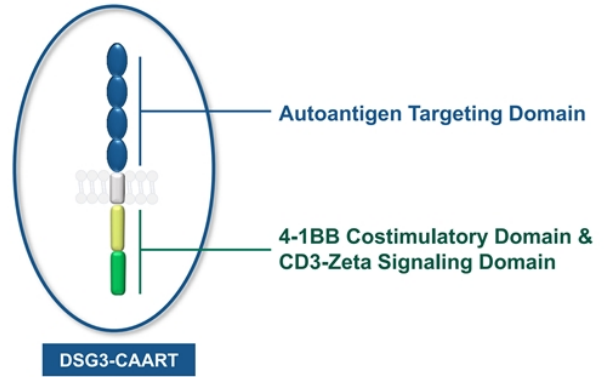 Autoantigen Targeting Domain
4-1BB Costimulatory Domain &
CD3-Zeta Signaling Domain
DSG3-CAART